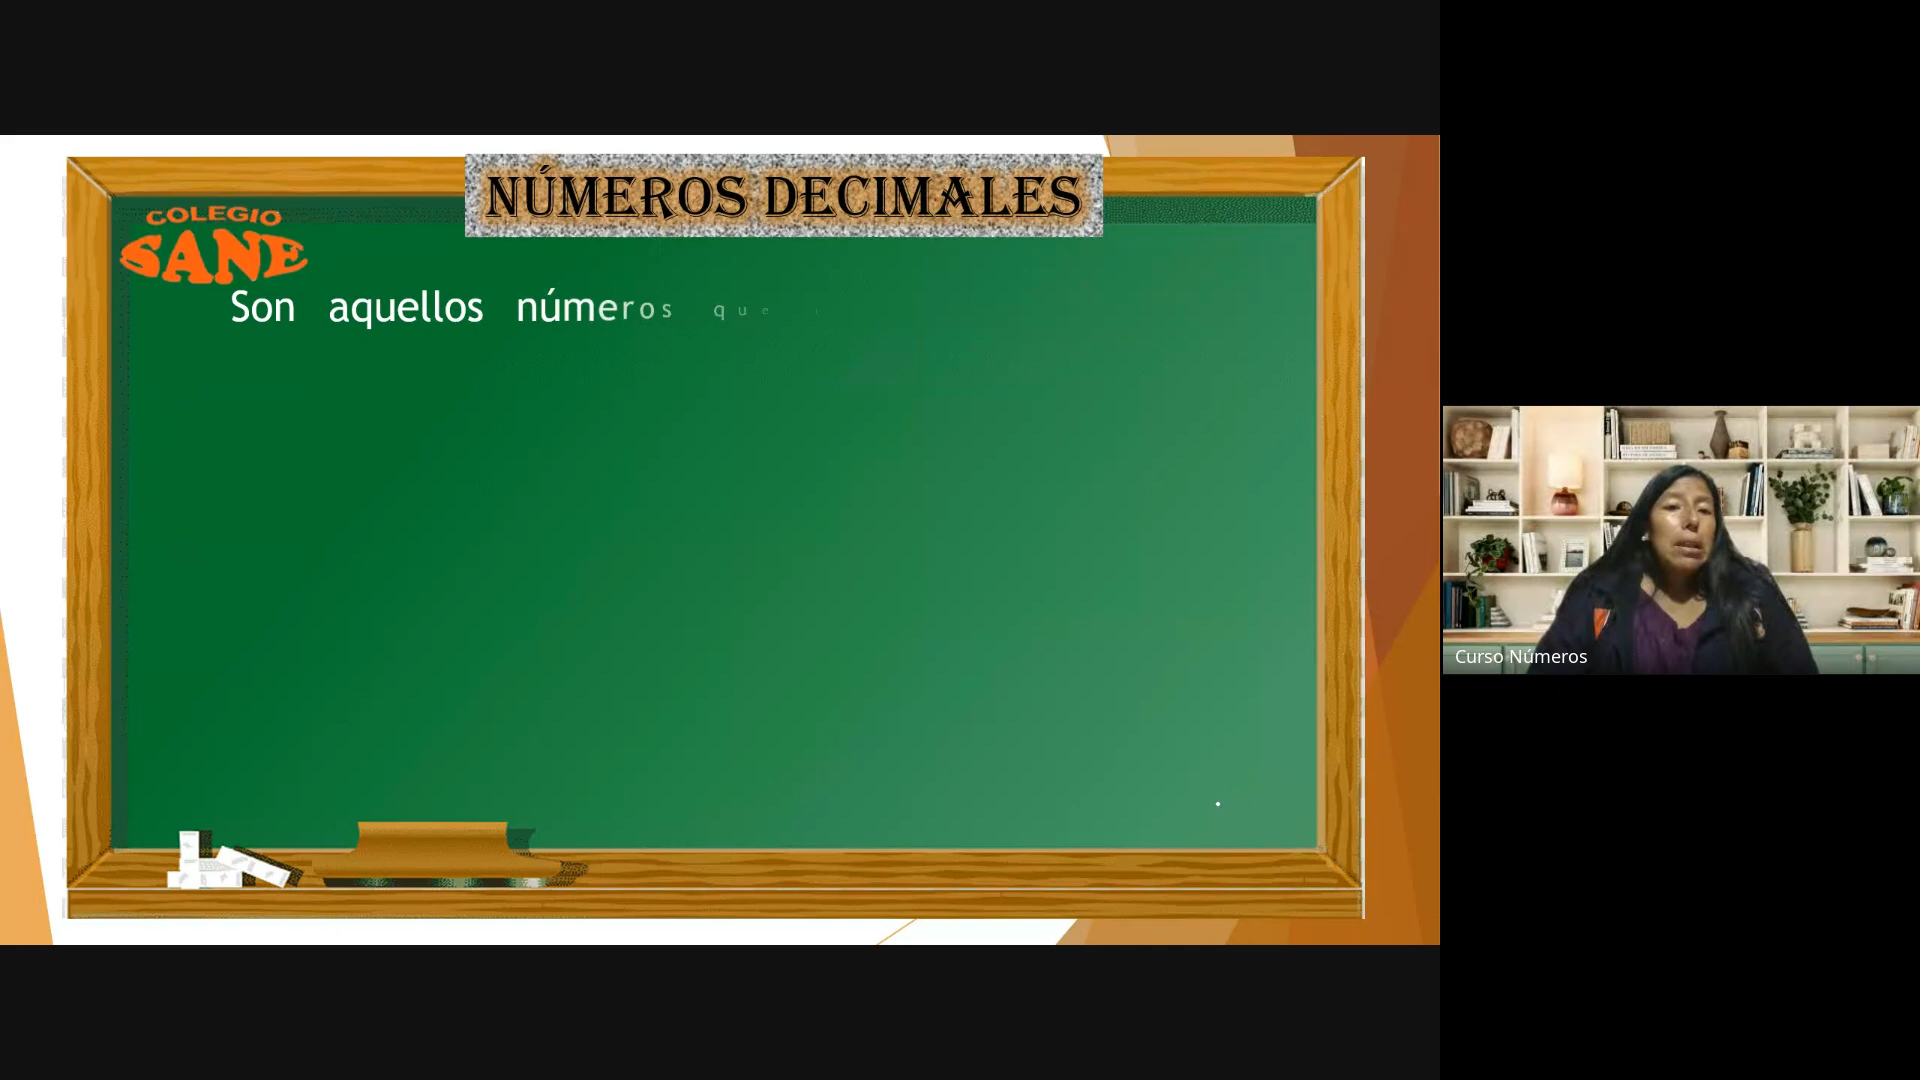 NÚMEROS DECIMALES
COLEGIO
SANE
Son aquellos números que
Curso Números